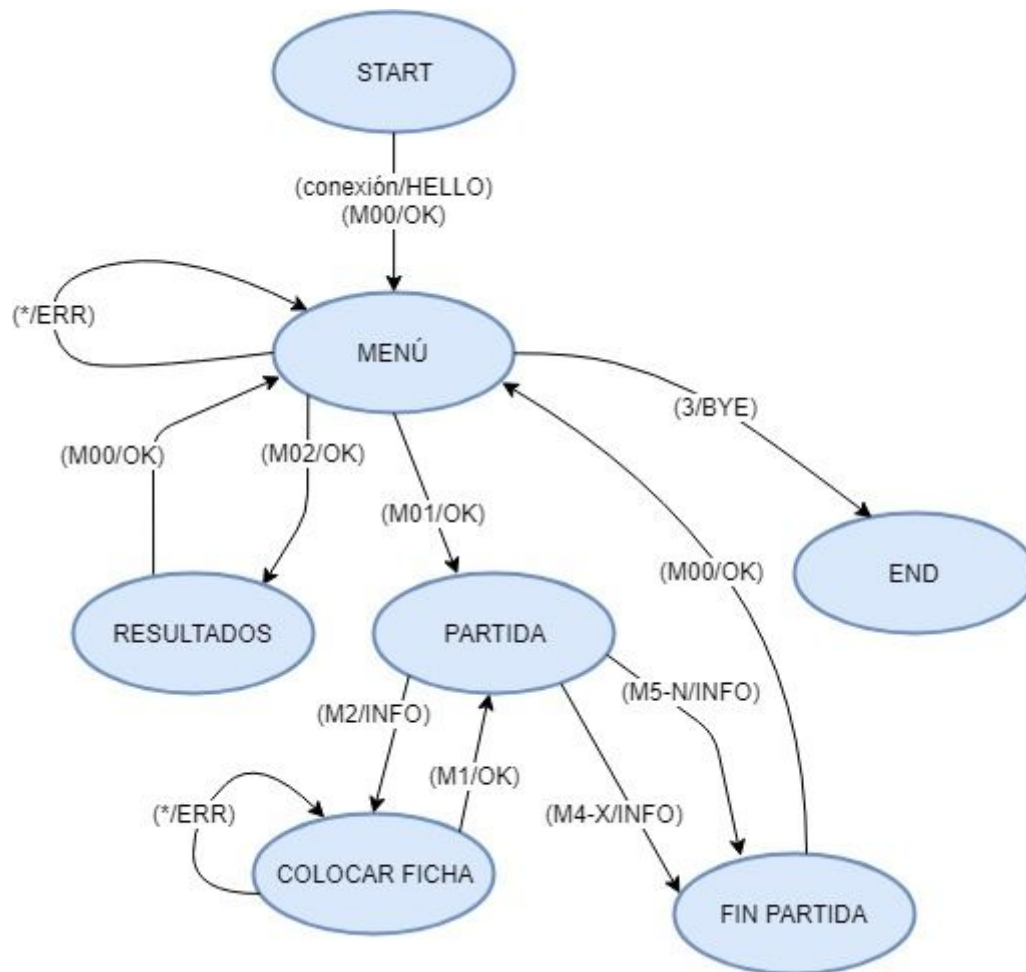 START
(conexión/HELLO)
(M00/OK)
(*/ERR)
MENÚ
(3/BYE)
(M00/OK)
(M02/OK)
(M01/OK)
(M00/OK)
END
RESULTADOS
PARTIDA
(M2/INFO)
(M5-N/INFO)
(M1/OK)
(*/ERR)
(M4-X/INFO)
COLOCAR FICHA
FIN PARTIDA